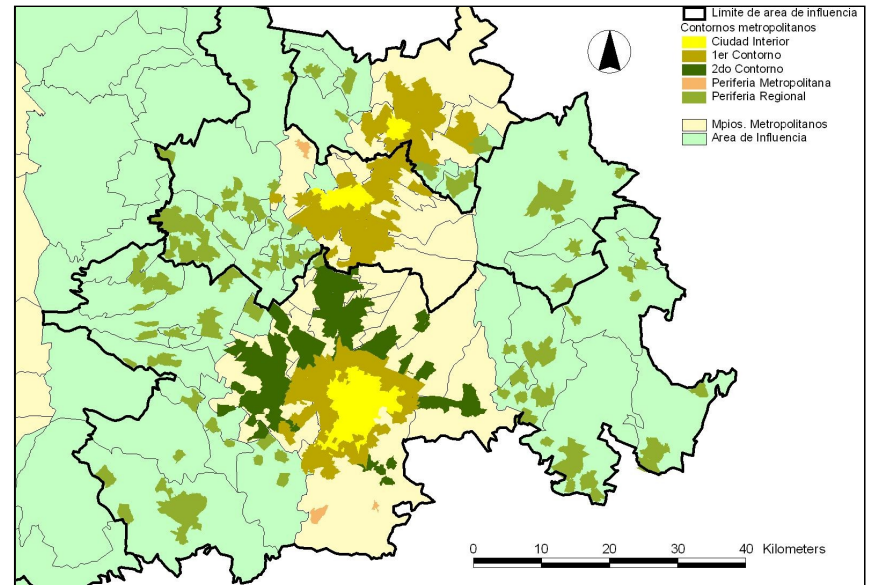 Limite de area de influencia
Contornos metropolitanos
Ciudad Interior
1er Contorno
2do Contorno
Periferia Metropolitana
Periferia Regional
Mpios. Metropolitanos
Area de Influencia
0 10 20 30 40 Kilometers